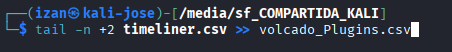 ┌──(izan㉿kali-jose)-[/media/sf_COMPARTIDA_KALI]
└─$ tail -n +2 timeliner.csv >> volcado_Plugins.csv